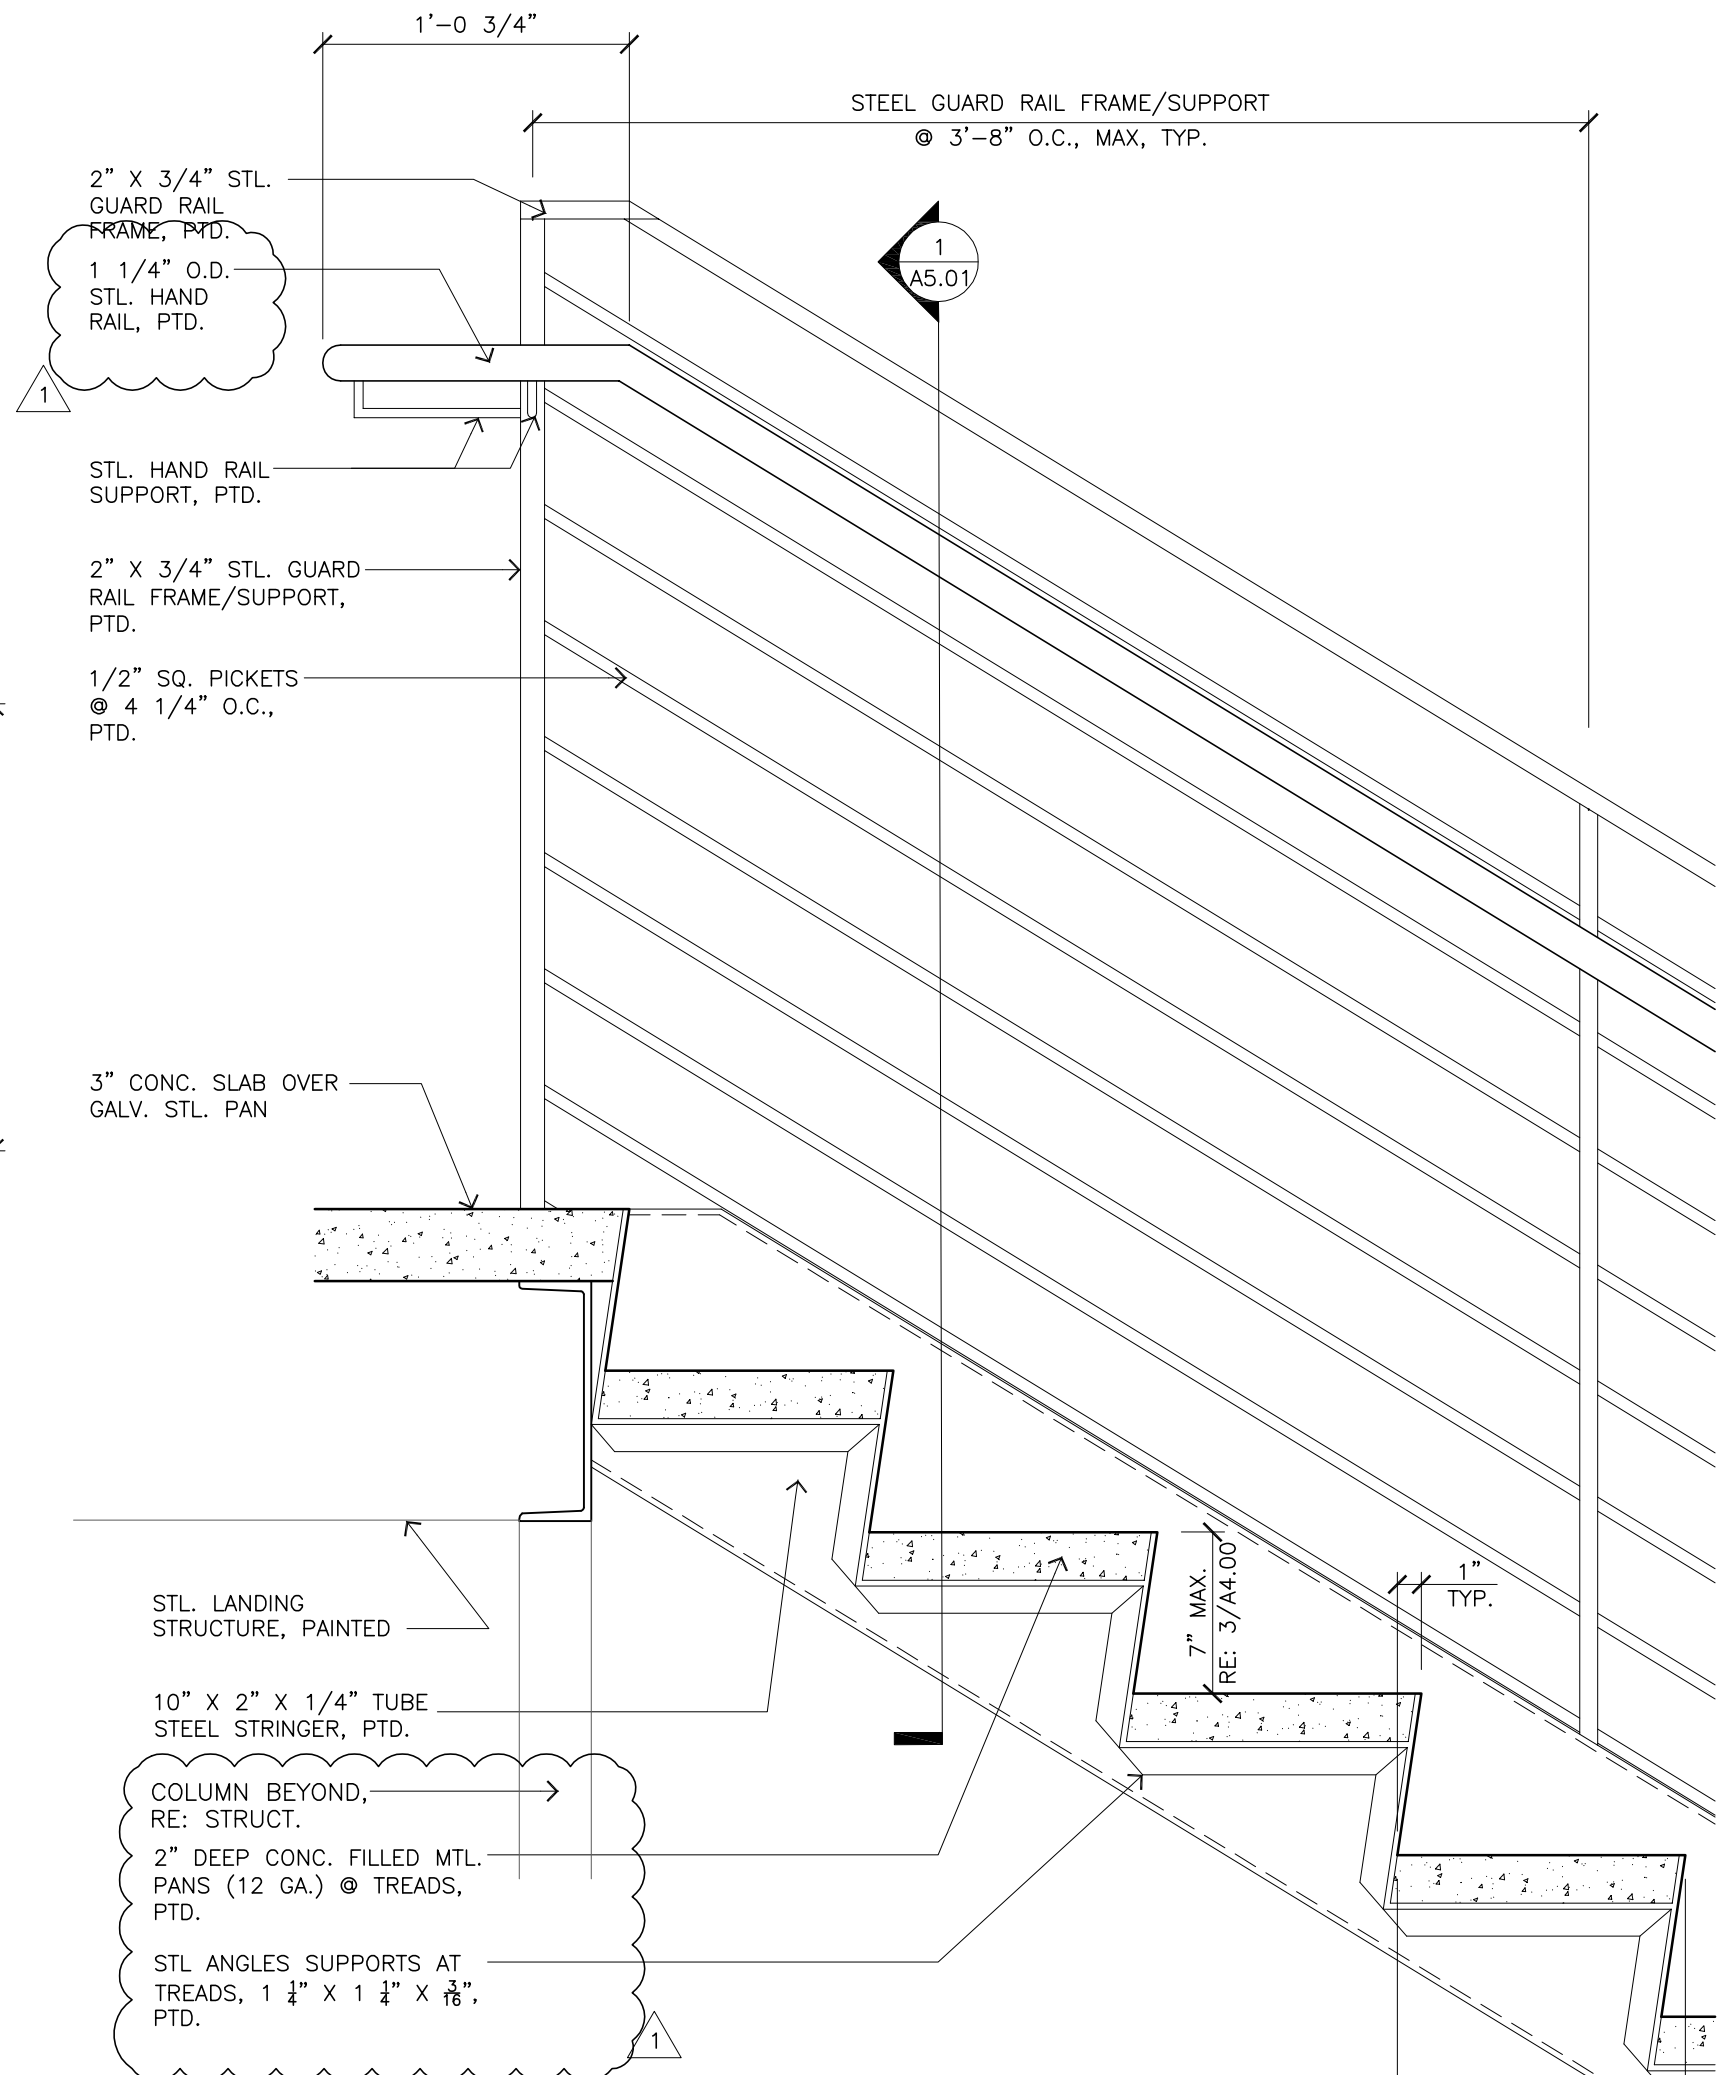 1'-0 3/4"
STEEL GUARD RAIL FRAME/SUPPORT
@ 3'-8" O.C., MAX, TYP.
2" X 3/4" STL.
GUARD RAIL
FRAME, PTD.
1 1/4" O.D.
STL. HAND
RAIL, PTD.
1
1
A5.01
STL. HAND RAIL
SUPPORT, PTD.
2" X 3/4" STL. GUARD
RAIL FRAME/SUPPORT,
PTD.
1/2" SQ. PICKETS
@ 4 1/4" O.C.,
PTD.
3" CONC. SLAB OVER
GALV. STL. PAN
7" MAX.
RE: 3/A4.00
1"
TYP.
STL. LANDING
STRUCTURE, PAINTED
10" X 2" X 1/4" TUBE
STEEL STRINGER, PTD.
COLUMN BEYOND,
RE: STRUCT.
2" DEEP CONC. FILLED MTL.
PANS (12 GA.) @ TREADS,
PTD.
STL ANGLES SUPPORTS AT
TREADS, 1 1/4" X 1 1/4" X 3/16",
PTD.
1